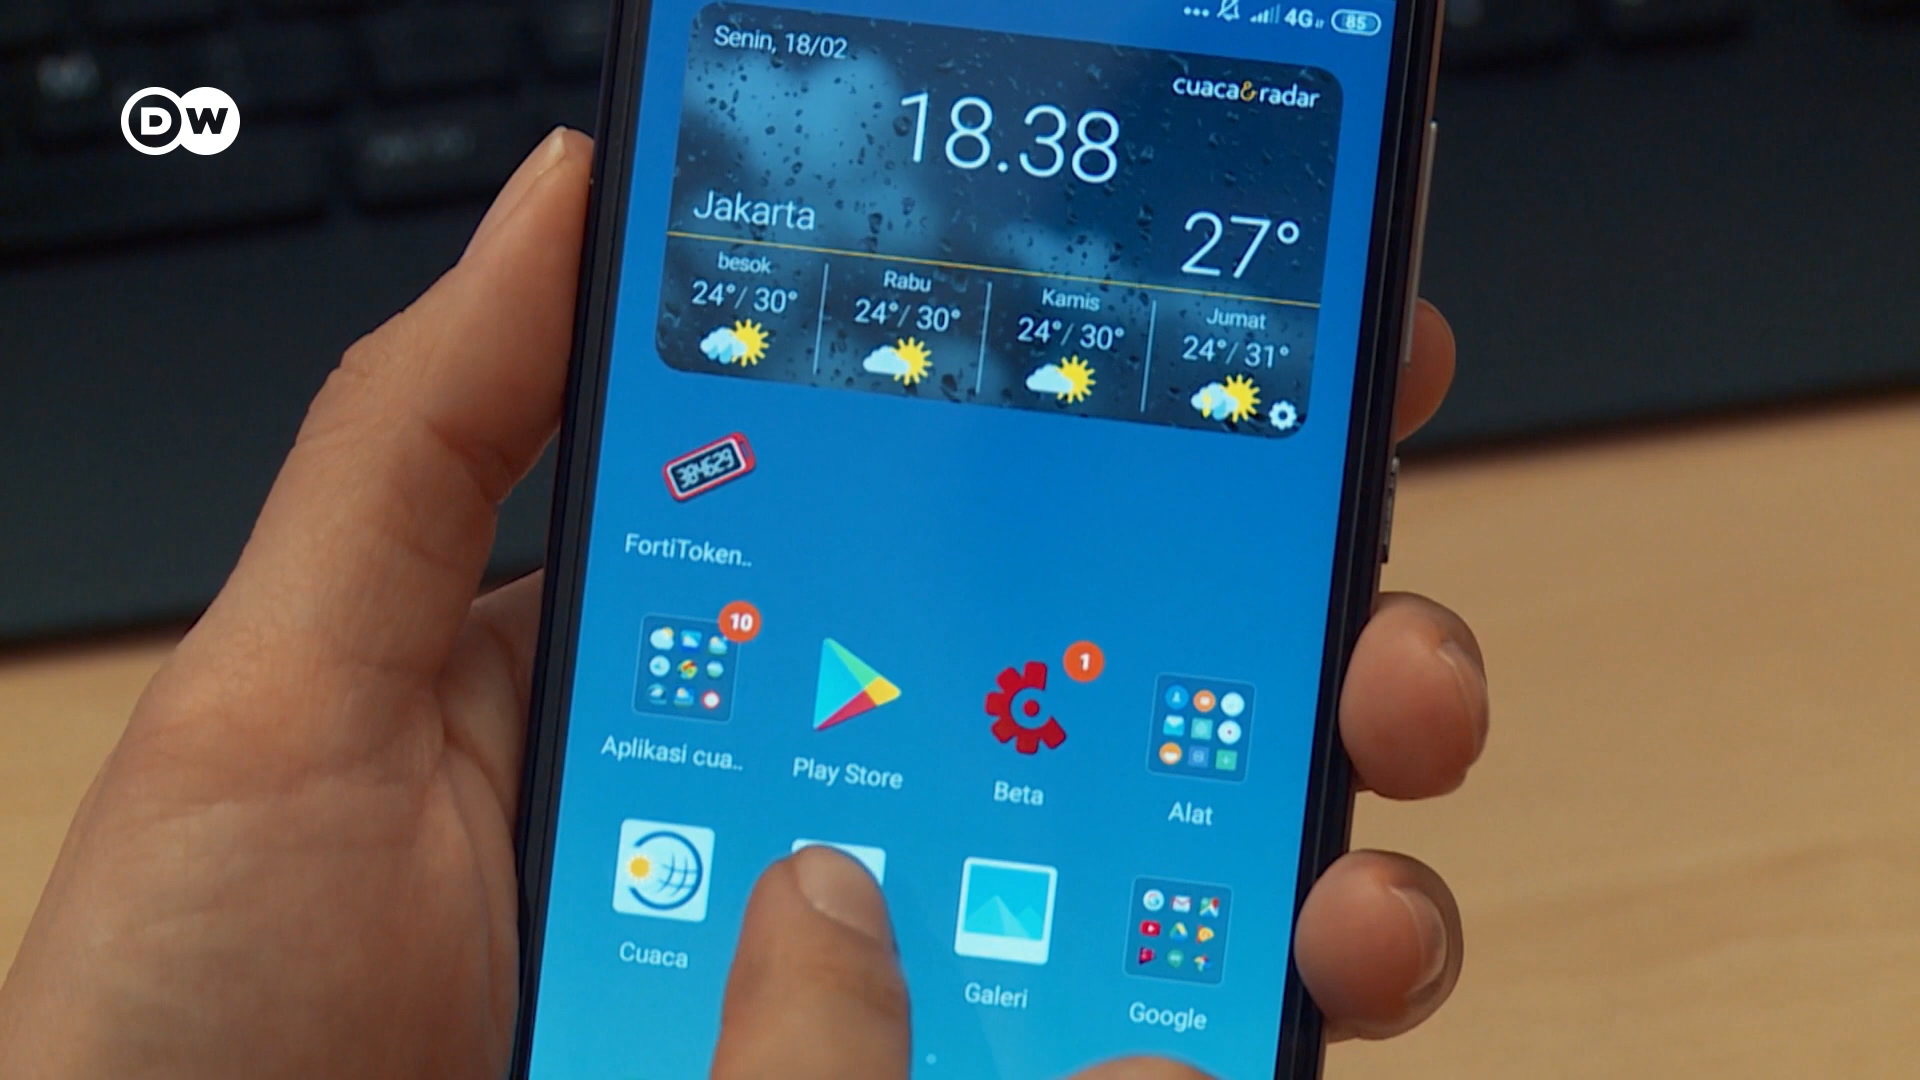 DW
4G
85
Senin, 18/02
cuaca&radar
18.38
Jakarta
27°
besok
24°/ 30°
Rabu
24°/ 30°
Kamis
24°/ 30°
Jumat
24°/ 31°
384629
FortiToken..
10
1
Aplikasi cua..
Play Store
Beta
Alat
Cuaca
Galeri
Google